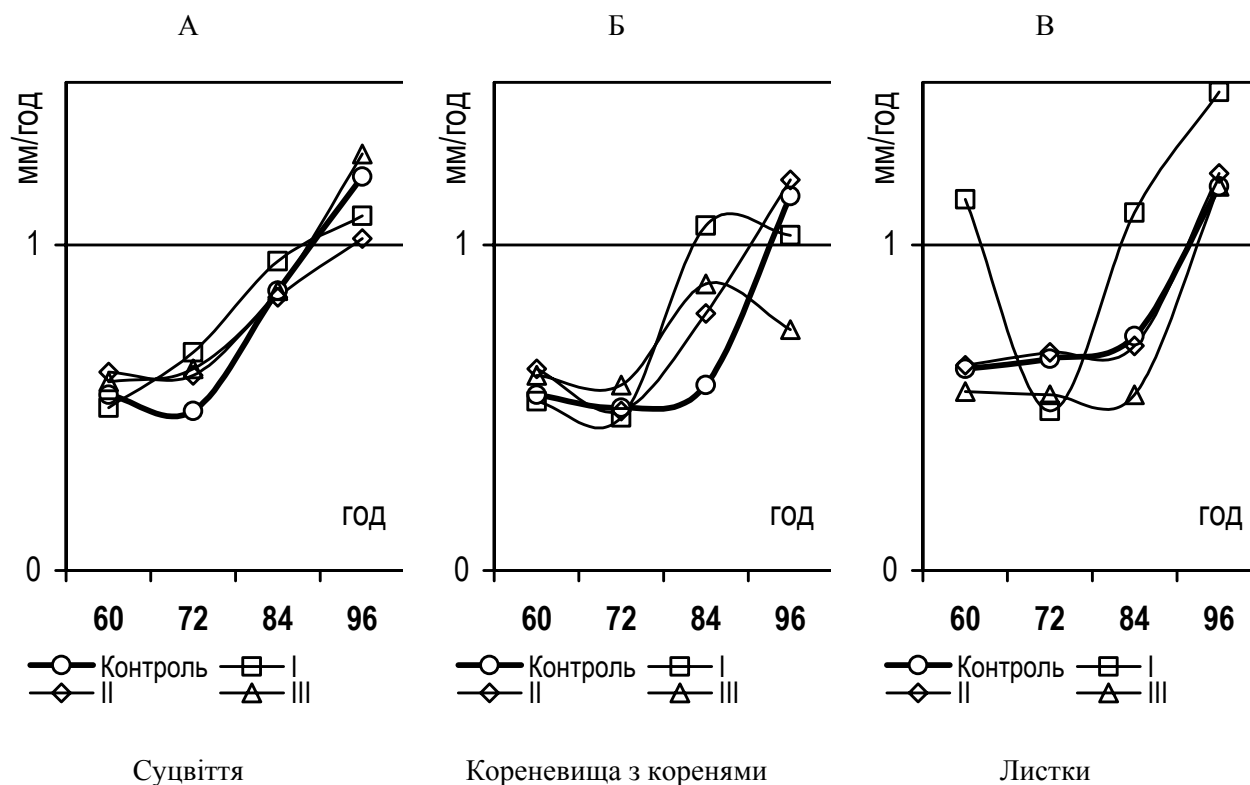 А Б В
мм/год мм/год мм/год
1 1 1
год год год
0 0 0
60 72 84 96 60 72 84 96 60 72 84 96
Контроль I Контроль I Контроль I
II III II III II III
Суцвіття Кореневища з коренями Листки